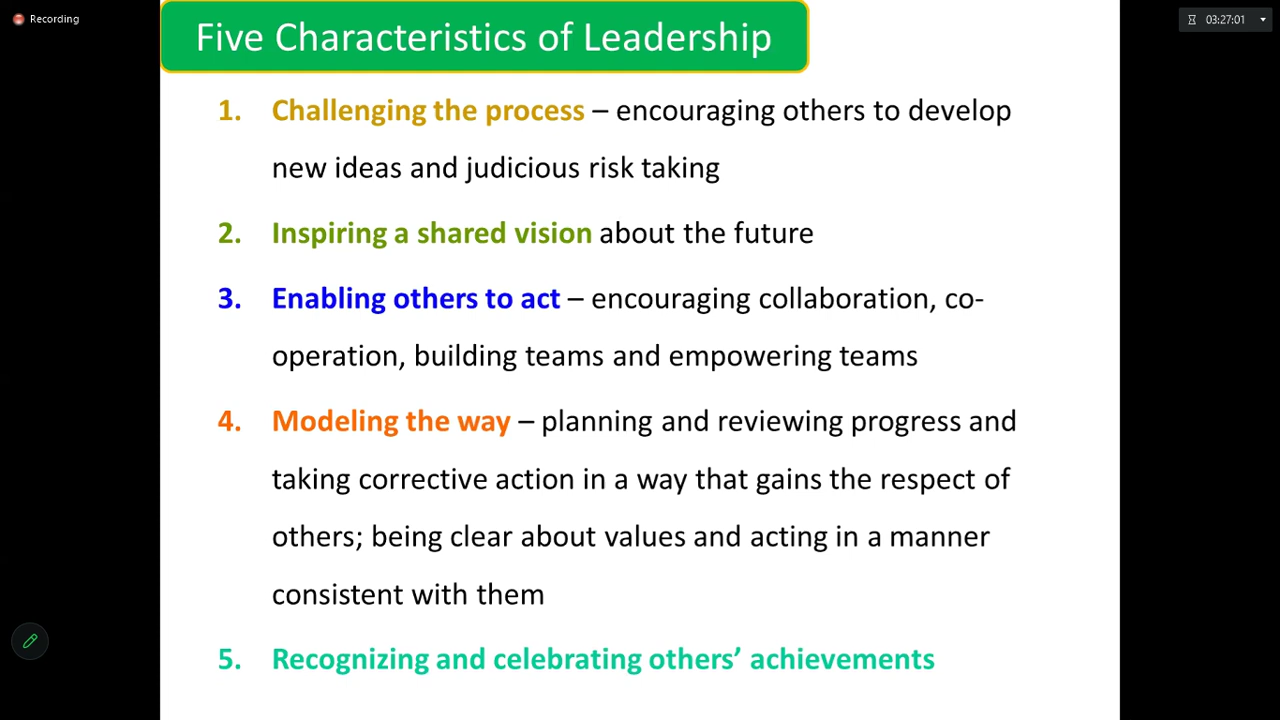 Recording
03:27:01
Five Characteristics of Leadership
1. Challenging the process – encouraging others to develop
new ideas and judicious risk taking
2. Inspiring a shared vision about the future
3. Enabling others to act – encouraging collaboration, co-
operation, building teams and empowering teams
4. Modeling the way – planning and reviewing progress and
taking corrective action in a way that gains the respect of
others; being clear about values and acting in a manner
consistent with them
5. Recognizing and celebrating others’ achievements